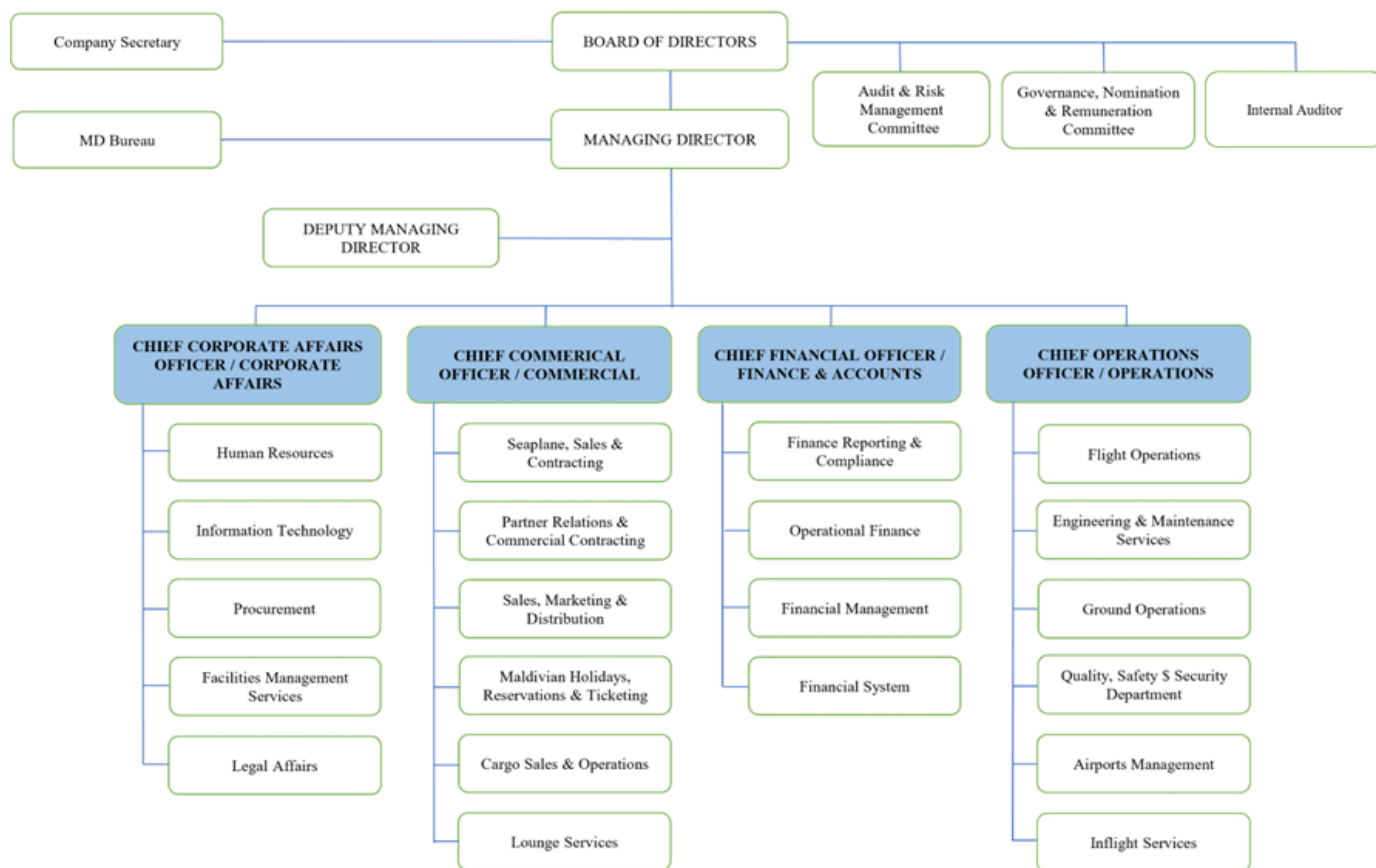 Company Secretary
BOARD OF DIRECTORS
Audit & Risk
Management
Committee
Governance, Nomination
& Remuneration
Committee
Internal Auditor
MD Bureau
MANAGING DIRECTOR
DEPUTY MANAGING
DIRECTOR
CHIEF CORPORATE AFFAIRS
OFFICER / CORPORATE
AFFAIRS
Human Resources
Information Technology
Procurement
Facilities Management
Services
Legal Affairs
CHIEF COMMERICAL
OFFICER / COMMERCIAL
Seaplane, Sales &
Contracting
Partner Relations &
Commercial Contracting
Sales, Marketing &
Distribution
Maldivian Holidays,
Reservations & Ticketing
Cargo Sales & Operations
Lounge Services
CHIEF FINANCIAL OFFICER /
FINANCE & ACCOUNTS
Finance Reporting &
Compliance
Operational Finance
Financial Management
Financial System
CHIEF OPERATIONS
OFFICER / OPERATIONS
Flight Operations
Engineering & Maintenance
Services
Ground Operations
Quality, Safety $ Security
Department
Airports Management
Inflight Services